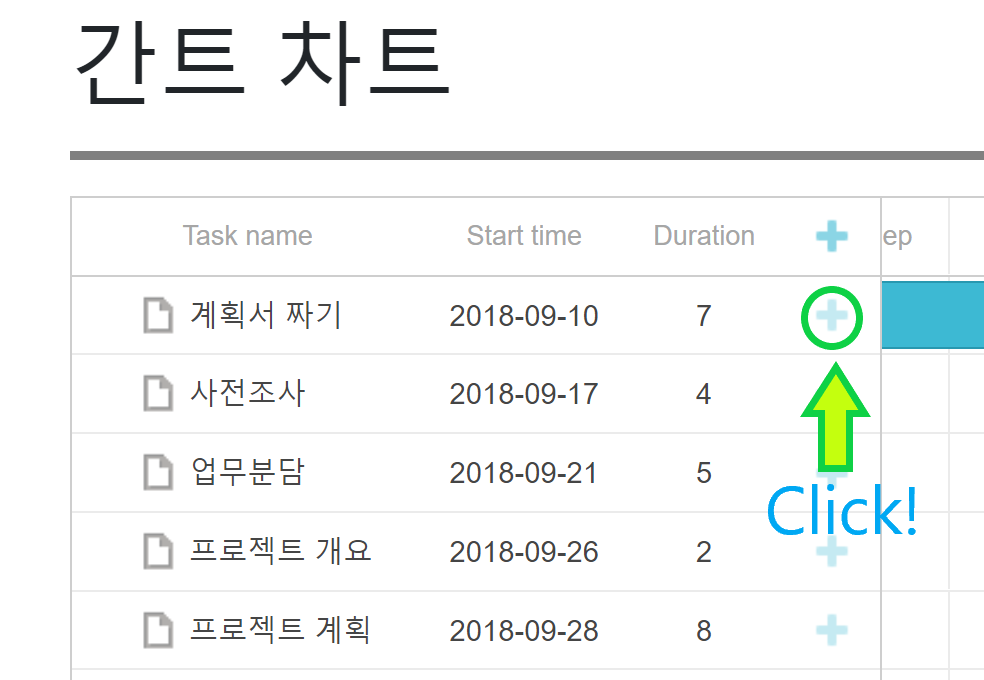 간트 차트
Task name Start time Duration ep
계획서 짜기 2018-09-10 7
사전조사 2018-09-17 4
업무분담 2018-09-21 5
Click!
프로젝트 개요 2018-09-26 2
프로젝트 계획 2018-09-28 8